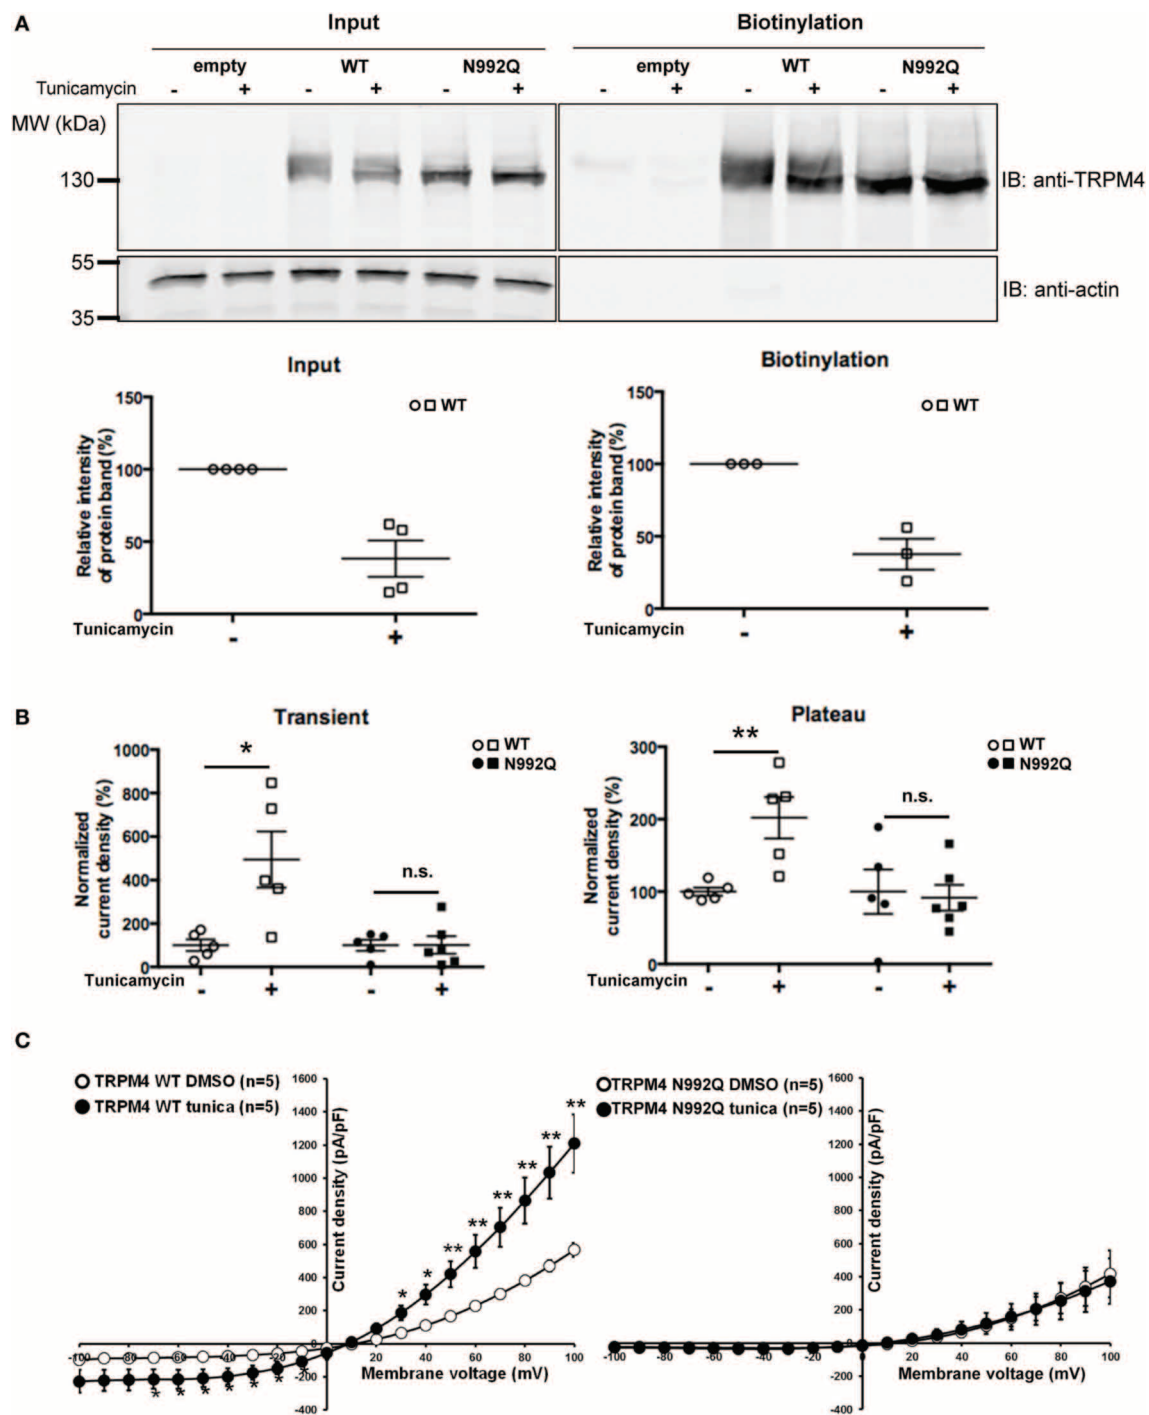 A
Input
Biotinylation
empty WT N992Q
empty WT N992Q
Tunicamycin - + - + - + - + - + - +
MW (kDa)
130
IB: anti-TRPM4
55
IB: anti-actin
35
Input
Biotinylation
Relative intensity
of protein band (%)
150
100
50
0
WT
Tunicamycin - +
Relative intensity
of protein band (%)
150
100
50
0
WT
Tunicamycin - +
B
Transient
Normalized
current density (%)
1000
800
600
400
200
0
*
n.s.
WT
N992Q
Tunicamycin - + - +
Plateau
Normalized
current density (%)
300
200
100
0
**
n.s.
WT
N992Q
Tunicamycin - + - +
C
TRPM4 WT DMSO (n=5)
TRPM4 WT tunica (n=5)
Current density (pA/pF)
1600
1400
1200
1000
800
600
400
200
0
-200
-400
** ** ** ** ** ** * *
-100 -80 -60 -40 -20 20 40 60 80 100
* * * * * * *
Membrane voltage (mV)
TRPM4 N992Q DMSO (n=5)
TRPM4 N992Q tunica (n=5)
Current density (pA/pF)
1600
1400
1200
1000
800
600
400
200
0
-200
-400
-100 -80 -60 -40 -20 20 40 60 80 100
Membrane voltage (mV)